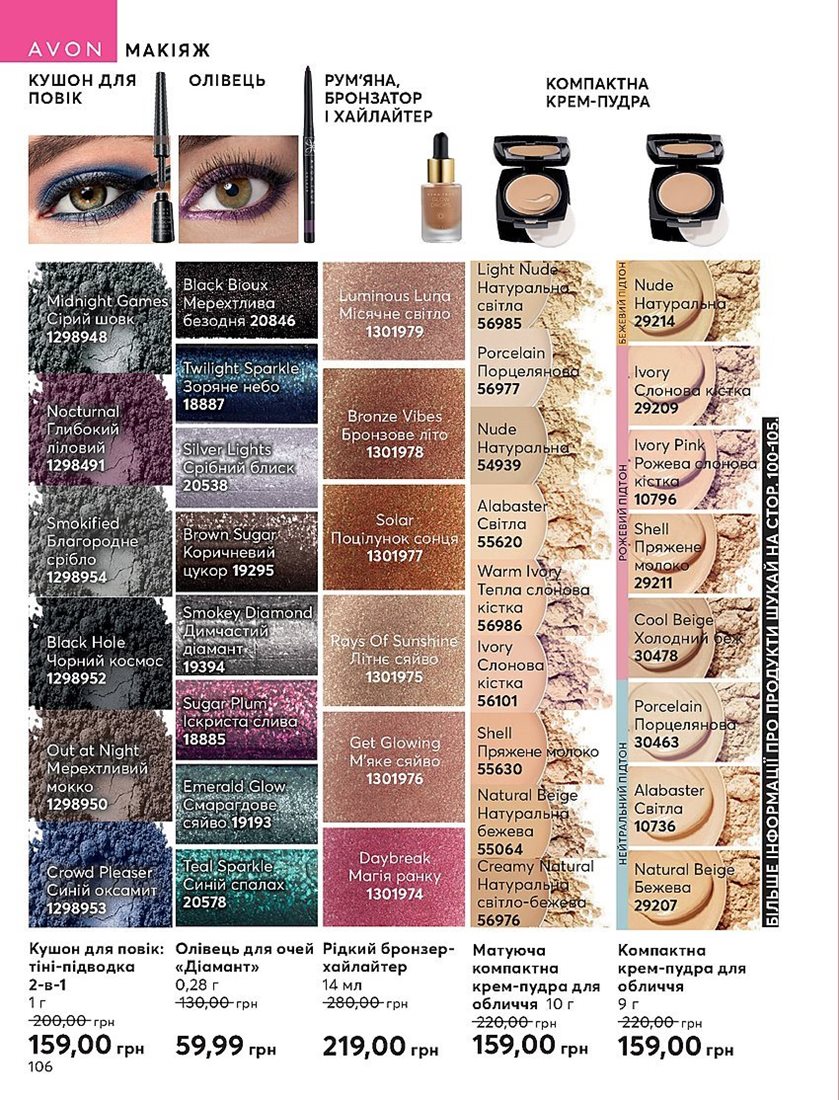 AVON МАКІЯЖ
КУШОН ДЛЯ
ПОВІК
ОЛІВЕЦЬ
РУМ'ЯНА,
БРОНЗАТОР
І ХАЙЛАЙТЕР
КОМПАКТНА
КРЕМ-ПУДРА
Midnight Games
Сірий шовк
1298948
Nocturnal
Глибокий
ліловий
1298491
Smokified
Благородне
срібло
1298954
Black Hole
Чорний космос
1298952
Out at Night
Мерехтливий
мокко
1298950
Crowd Pleaser
Синій оксамит
1298953
Black Bioux
Мерехтлива
безодня 20846
Twilight Sparkle
Зоряне небо
18887
Silver Lights
Срібний блиск
20538
Brown Sugar
Коричневий
цукор 19295
Smokey Diamond
Димчастий
діамант
19394
Sugar Plum
Іскриста слива
18885
Emerald Glow
Смарагдове
сяйво 19193
Teal Sparkle
Синій спалах
20578
Luminous Luna
Місячне світло
1301979
Bronze Vibes
Бронзове літо
1301978
Solar
Поцілунок сонця
1301977
Rays Of Sunshine
Літнє сяйво
1301975
Get Glowing
М'яке сяйво
1301976
Daybreak
Магія ранку
1301974
Light Nude
Натуральна
світла
56985
Porcelain
Порцелянова
56977
Nude
Натуральна
54939
Alabaster
Світла
55620
Warm Ivory
Тепла слонова
кістка
56986
Ivory
Слонова
кістка
56101
Shell
Пряжене молоко
55630
Natural Beige
Натуральна
бежева
55064
Creamy Natural
Натуральна
світло-бежева
56976
БЕЖЕВИЙ ПІДТОН
Nude
Натуральна
29214
РОЖЕВИЙ ПІДТОН
Ivory
Слонова кістка
29209
Ivory Pink
Рожева слонова
кістка
10796
Shell
Пряжене
молоко
29211
Cool Beige
Холодний беж
30478
НЕЙТРАЛЬНИЙ ПІДТОН
Porcelain
Порцелянова
30463
Alabaster
Світла
10736
Natural Beige
Бежева
29207
БІЛЬШЕ ІНФОРМАЦІЇ ПРО ПРОДУКТИ ШУКАЙ НА СТОР. 100-105.
Кушон для повік:
тіні-підводка
2-в-1
1 г
200,00 грн
159,00 грн
Олівець для очей
«Діамант»
0,28 г
130,00 грн
59,99 грн
Рідкий бронзер-
хайлайтер
14 мл
280,00 грн
219,00 грн
Матуюча
компактна
крем-пудра для
обличчя 10 г
220,00 грн
159,00 грн
Компактна
крем-пудра для
обличчя
9 г
220,00 грн
159,00 грн
106